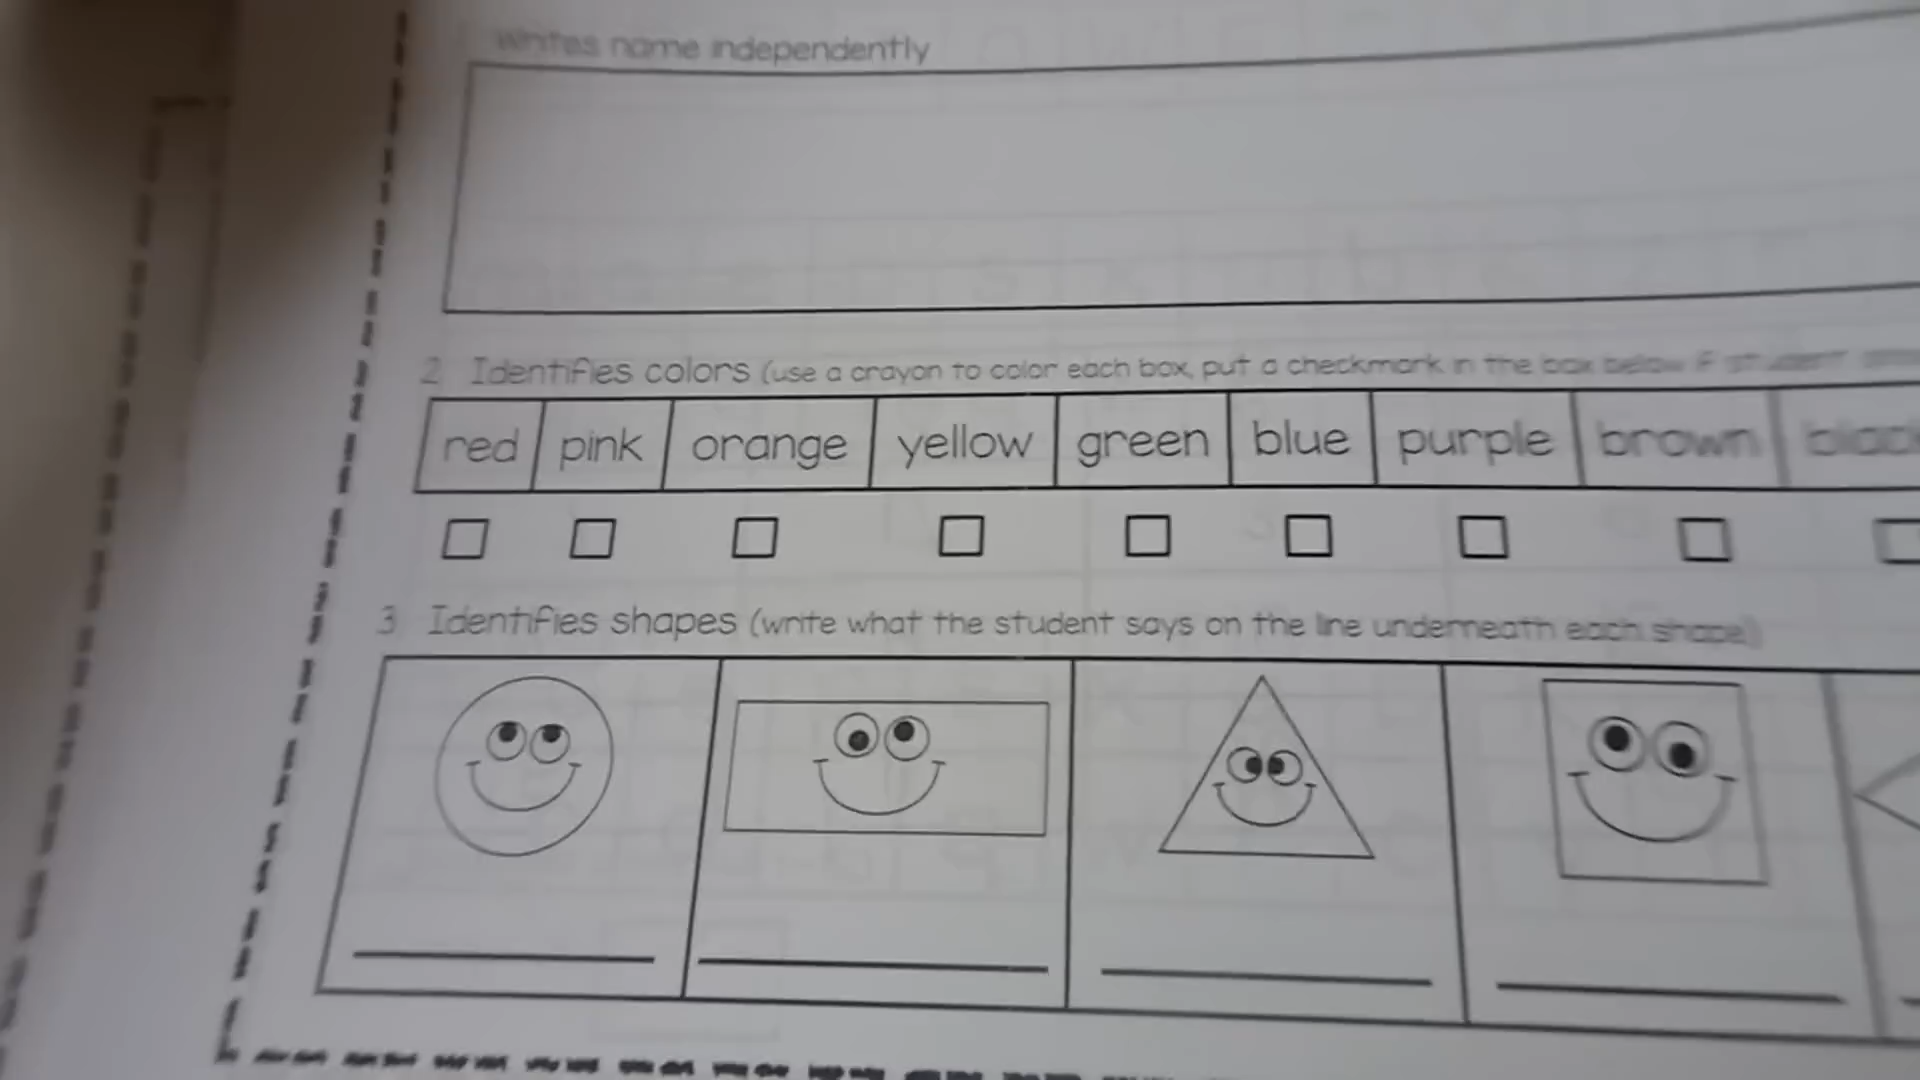 writes name independently
2 Identifies colors (use a crayon to color each box, put a checkmark in the box below if student
red pink orange yellow green blue purple brown
3 Identifies shapes (write what the student says on the line underneath each shape)